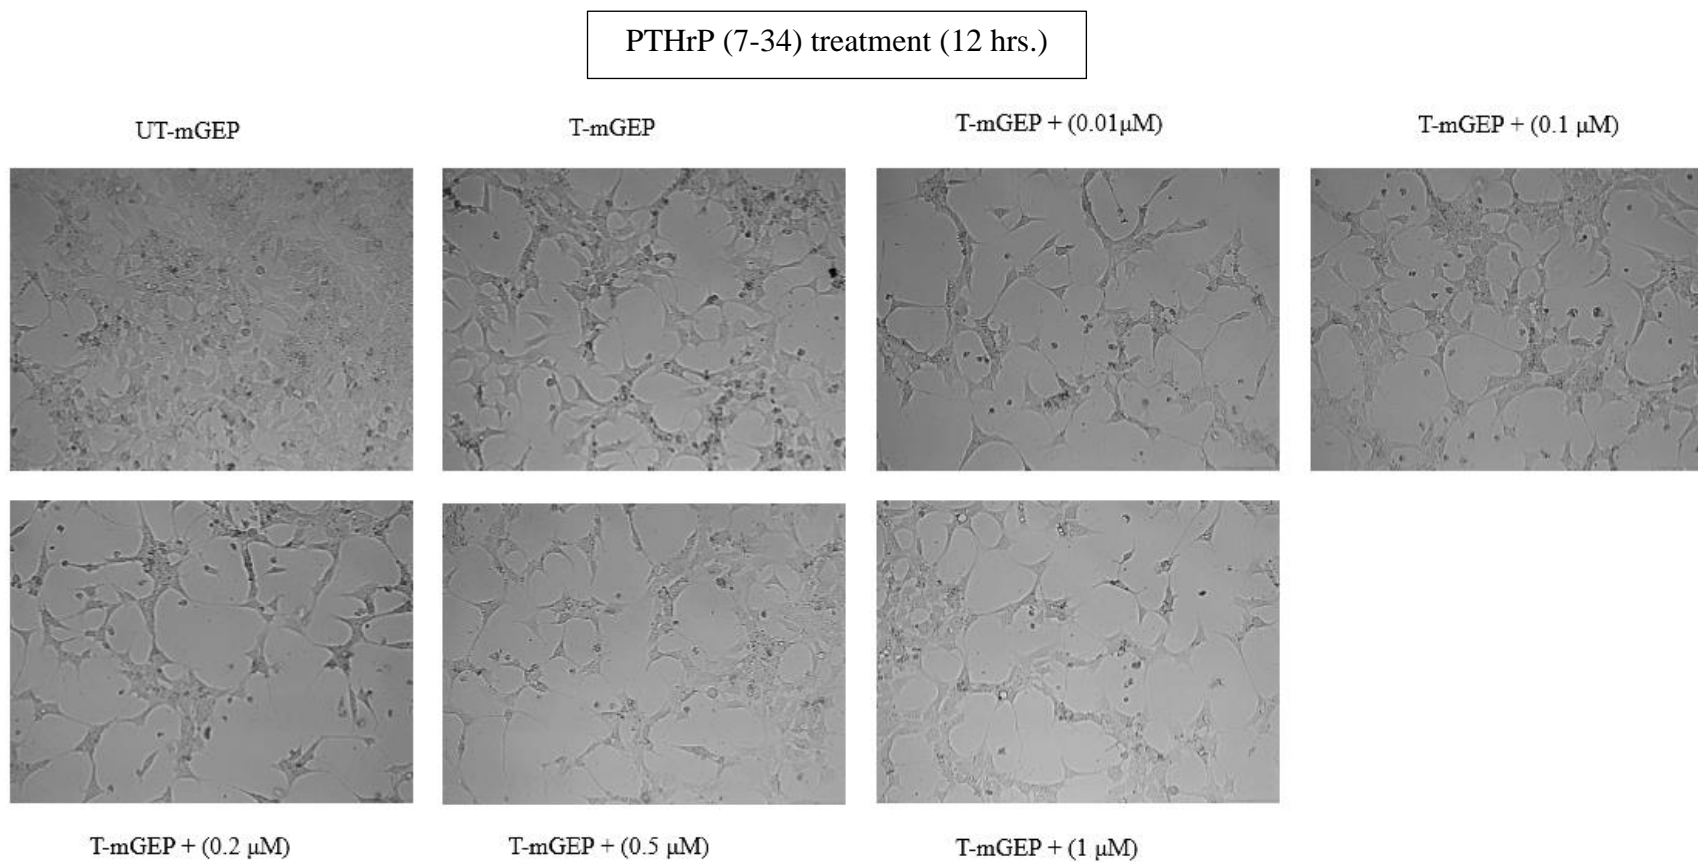 PTHrP (7-34) treatment (12 hrs.)
UT-mGEP
T-mGEP
T-mGEP + (0.01μM)
T-mGEP + (0.1 μM)
T-mGEP + (0.2 μM)
T-mGEP + (0.5 μM)
T-mGEP + (1 μM)